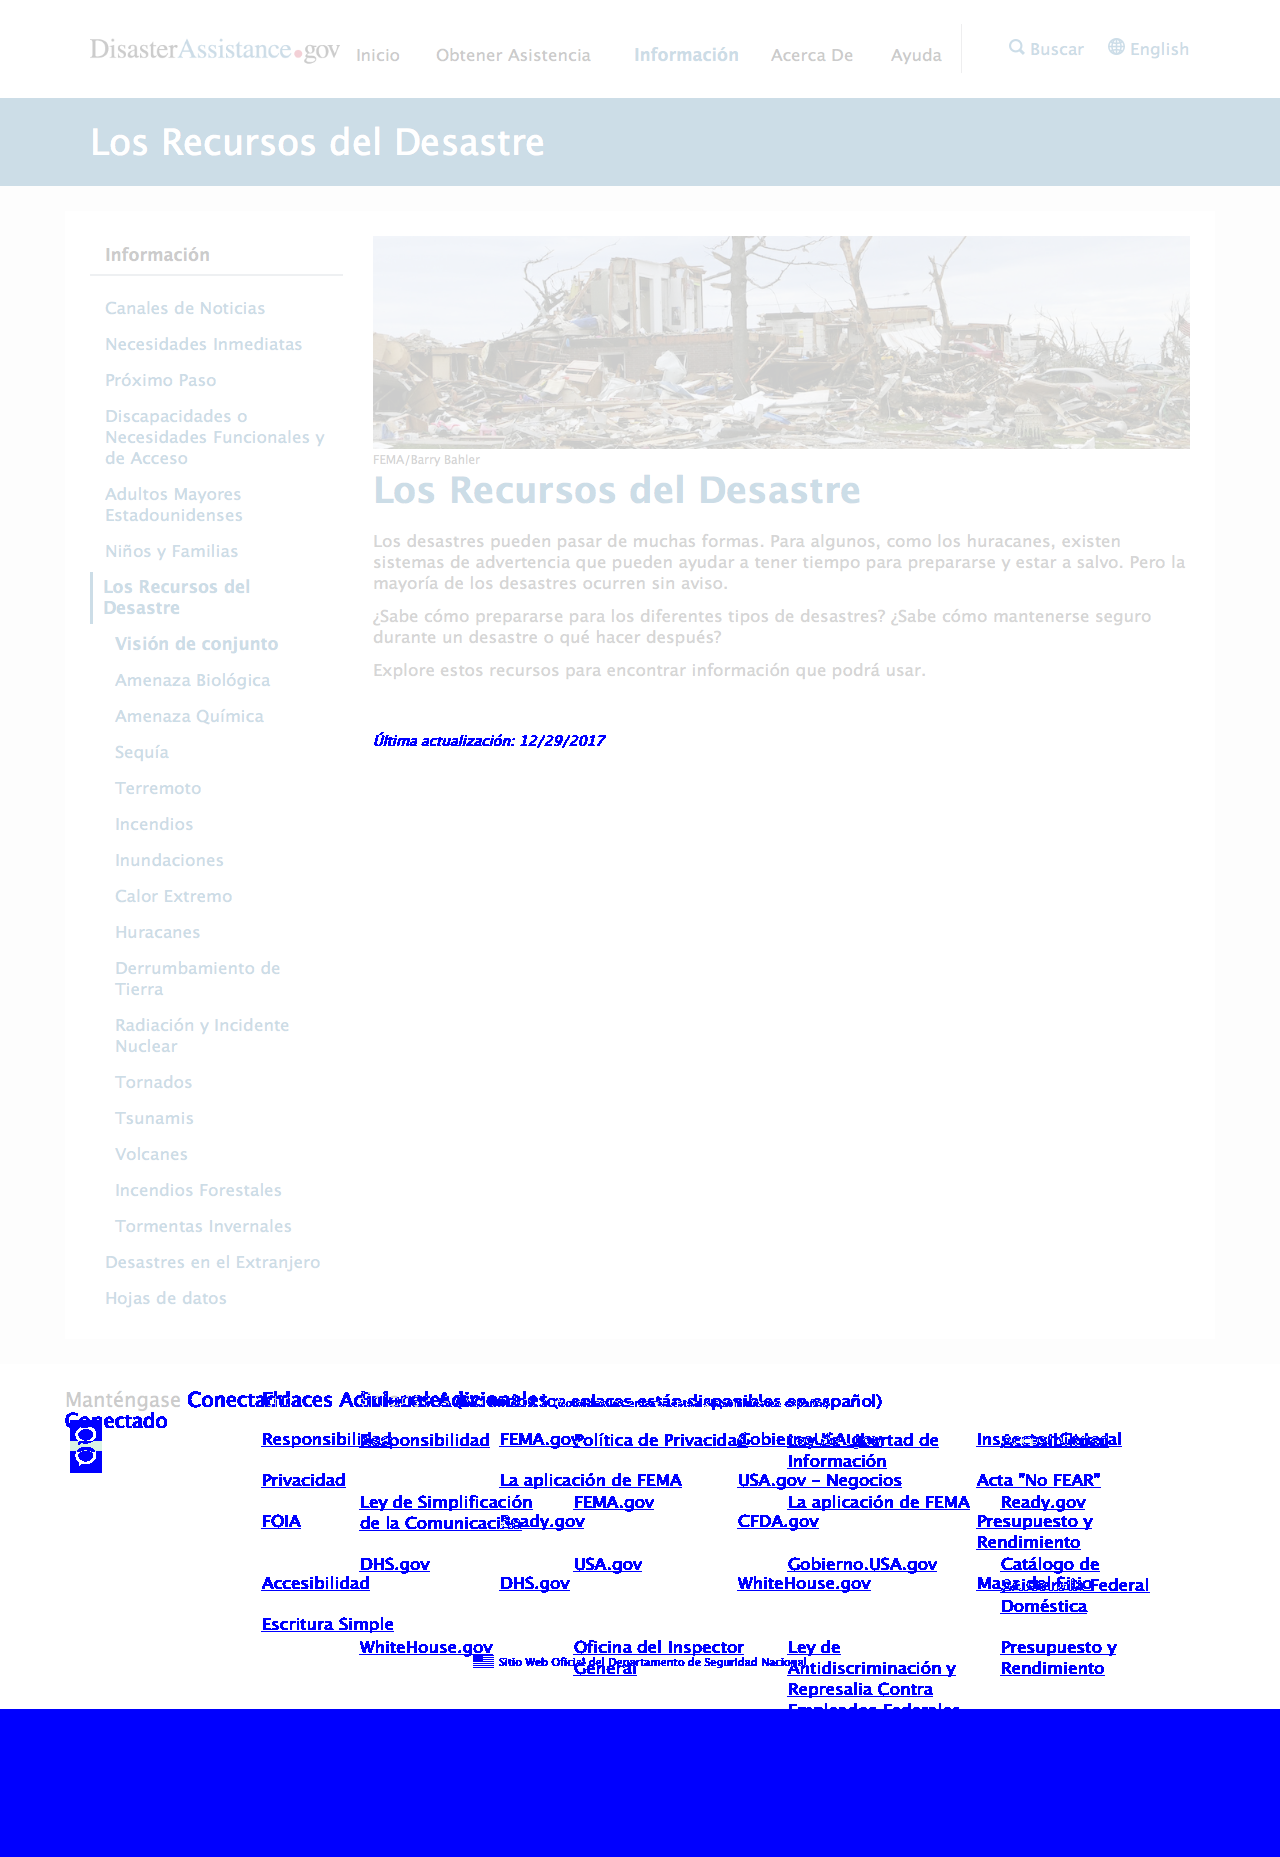 DisasterAssistance.gov
Inicio
Obtener Asistencia
Información
Acerca De
Ayuda
Buscar
English
Los Recursos del Desastre
Información
Canales de Noticias
Necesidades Inmediatas
Próximo Paso
Discapacidades o
Necesidades Funcionales y
de Acceso
Adultos Mayores
Estadounidenses
Niños y Familias
Los Recursos del
Desastre
Visión de conjunto
Amenaza Biológica
Amenaza Química
Sequía
Terremoto
Incendios
Inundaciones
Calor Extremo
Huracanes
Derrumbamiento de
Tierra
Radiación y Incidente
Nuclear
Tornados
Tsunamis
Volcanes
Incendios Forestales
Tormentas Invernales
Desastres en el Extranjero
Hojas de datos
FEMA/Barry Bahler
Los Recursos del Desastre
Los desastres pueden pasar de muchas formas. Para algunos, como los huracanes, existen
sistemas de advertencia que pueden ayudar a tener tiempo para prepararse y estar a salvo. Pero la
mayoría de los desastres ocurren sin aviso.
¿Sabe cómo prepararse para los diferentes tipos de desastres? ¿Sabe cómo mantenerse seguro
durante un desastre o qué hacer después?
Explore estos recursos para encontrar información que podrá usar.
Última actualización: 12/29/2017
Manténgase
Conectado
Enlaces Adicionales
enlaces están disponibles en español)
Responsibilidad
Responsibilidad
FEMA.gov
Política de Privacidad
Gobierno.USA.gov
Ley de Libertad de
Información
Inspector General
Accesibilidad
Privacidad
La aplicación de FEMA
USA.gov - Negocios
Acta "No FEAR"
Ley de Simplificación
de la Comunicación
FEMA.gov
La aplicación de FEMA
Ready.gov
FOIA
Ready.gov
CFDA.gov
Presupuesto y
Rendimiento
DHS.gov
USA.gov
Gobierno.USA.gov
Catálogo de
Asistencia Federal
Doméstica
Accesibilidad
DHS.gov
WhiteHouse.gov
Mapa del Sitio
Escritura Simple
WhiteHouse.gov
Oficina del Inspector
General
Ley de
Antidiscriminación y
Represalia Contra
Empleados Federales
Presupuesto y
Rendimiento
Sitio Web Oficial del Departamento de Seguridad Nacional